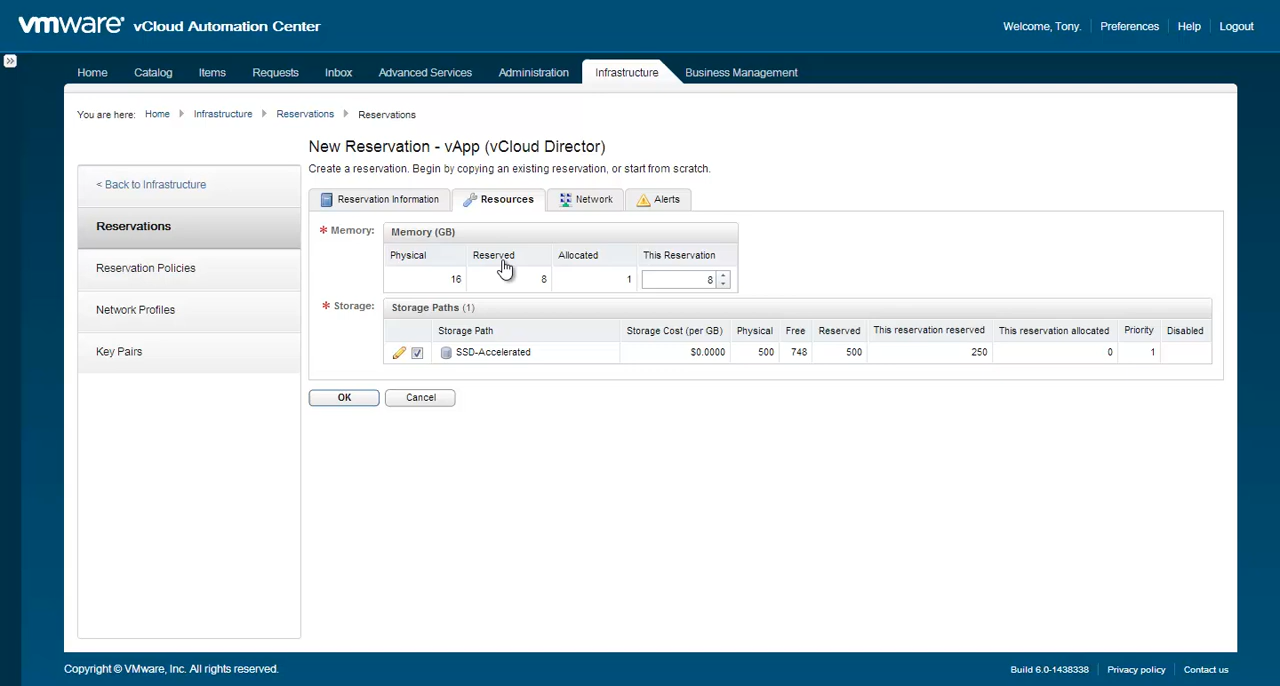 vmware® vCloud Automation Center
Welcome, Tony. Preferences Help Logout
Home Catalog Items Requests Inbox Advanced Services Administration Infrastructure Business Management
You are here: Home Infrastructure Reservations Reservations
New Reservation - vApp (vCloud Director)
Create a reservation. Begin by copying an existing reservation, or start from scratch.
< Back to Infrastructure
Reservations
Reservation Policies
Network Profiles
Key Pairs
Reservation Information Resources Network Alerts
* Memory: Memory (GB)
Physical Reserved Allocated This Reservation
16 8 1 8
* Storage: Storage Paths (1)
Storage Path Storage Cost (per GB) Physical Free Reserved This reservation reserved This reservation allocated Priority Disabled
SSD-Accelerated $0.0000 500 748 500 250 0 1
OK Cancel
Copyright © VMware, Inc. All rights reserved.
Build 6.0-1438338 Privacy policy Contact us